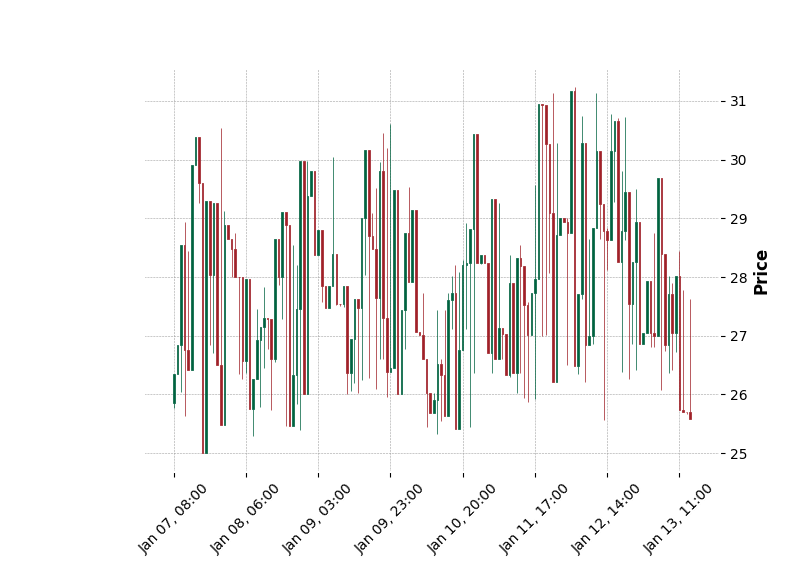 31
30
29
28
27
26
25
Price
Jan 07, 08:00
Jan 08, 06:00
Jan 09, 03:00
Jan 09, 23:00
Jan 10, 20:00
Jan 11, 17:00
Jan 12, 14:00
Jan 13, 11:00